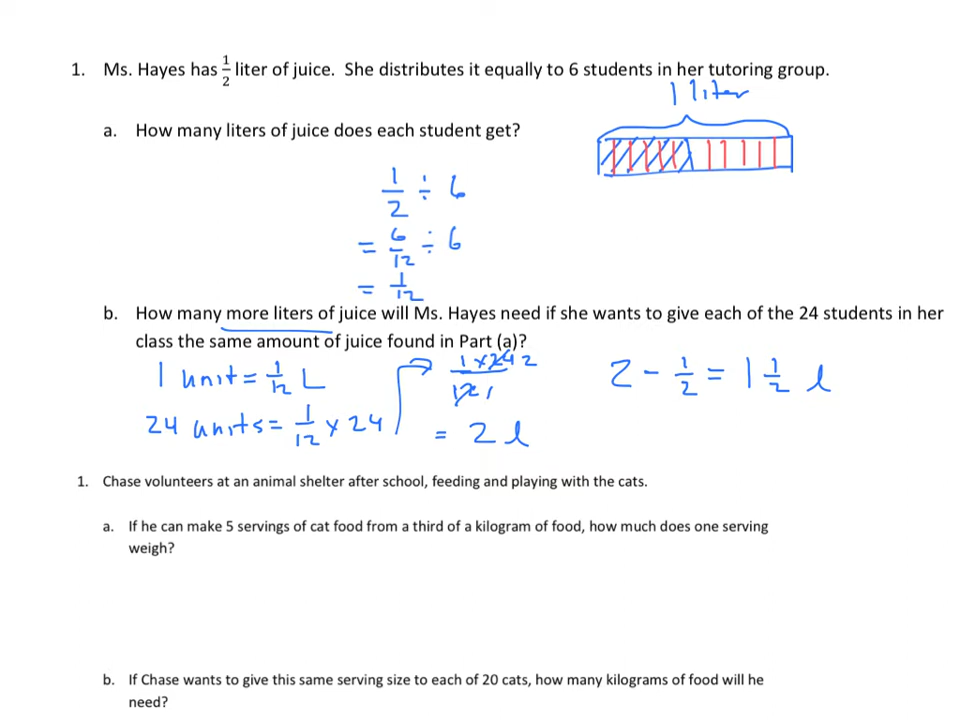 1. Ms. Hayes has 1/2 liter of juice. She distributes it equally to 6 students in her tutoring group.
1 liter
a. How many liters of juice does each student get?
1/2 ÷ 6
= 6/12 ÷ 6
= 1/12
b. How many more liters of juice will Ms. Hayes need if she wants to give each of the 24 students in her
class the same amount of juice found in Part (a)?
1 unit = 1/12 L
24 units = 1/12 x 24
1 x 24 2
12 1
= 2 l
2 - 1/2 = 1 1/2 l
1. Chase volunteers at an animal shelter after school, feeding and playing with the cats.
a. If he can make 5 servings of cat food from a third of a kilogram of food, how much does one serving
weigh?
b. If Chase wants to give this same serving size to each of 20 cats, how many kilograms of food will he
need?